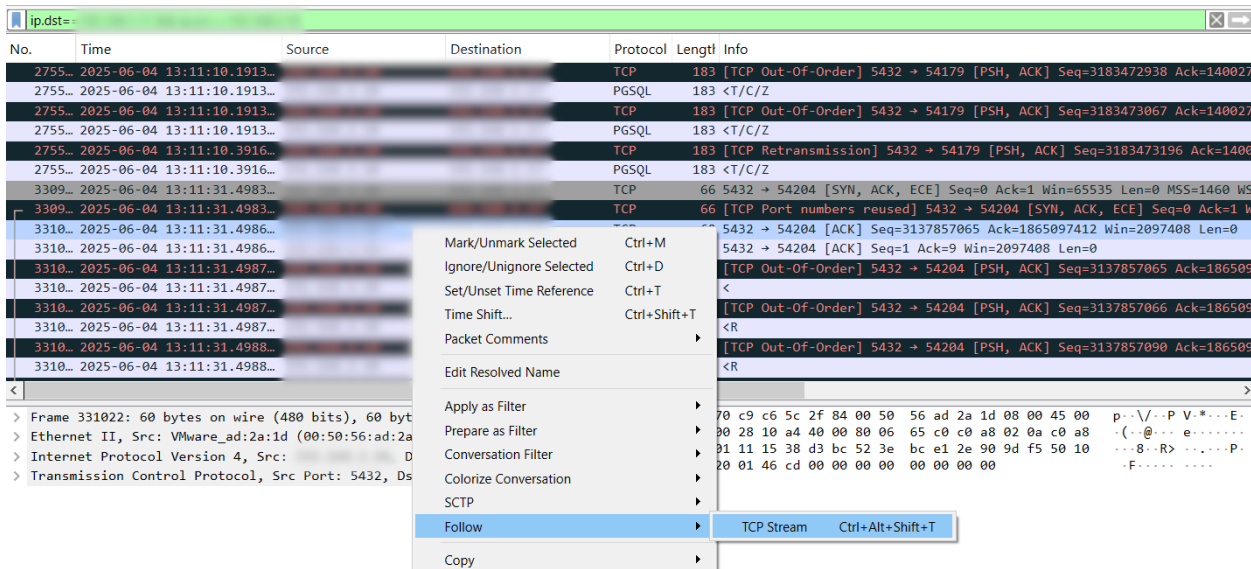 ip.dst==
No. Time Source Destination Protocol Length Info
2755… 2025-06-04 13:11:10.1913… TCP 183 [TCP Out-Of-Order] 5432 → 54179 [PSH, ACK] Seq=3183472938 Ack=140027
2755… 2025-06-04 13:11:10.1913… PGSQL 183 <T/C/Z
2755… 2025-06-04 13:11:10.1913… TCP 183 [TCP Out-Of-Order] 5432 → 54179 [PSH, ACK] Seq=3183473067 Ack=140027
2755… 2025-06-04 13:11:10.1913… PGSQL 183 <T/C/Z
2755… 2025-06-04 13:11:10.3916… TCP 183 [TCP Retransmission] 5432 → 54179 [PSH, ACK] Seq=3183473196 Ack=1400
2755… 2025-06-04 13:11:10.3916… PGSQL 183 <T/C/Z
3309… 2025-06-04 13:11:31.4983… TCP 66 5432 → 54204 [SYN, ACK, ECE] Seq=0 Ack=1 Win=65535 Len=0 MSS=1460 WS
3309… 2025-06-04 13:11:31.4983… TCP 66 [TCP Port numbers reused] 5432 → 54204 [SYN, ACK, ECE] Seq=0 Ack=1 W
3310… 2025-06-04 13:11:31.4986… 5432 → 54204 [ACK] Seq=3137857065 Ack=1865097412 Win=2097408 Len=0
3310… 2025-06-04 13:11:31.4986… 5432 → 54204 [ACK] Seq=1 Ack=9 Win=2097408 Len=0
3310… 2025-06-04 13:11:31.4987… [TCP Out-Of-Order] 5432 → 54204 [PSH, ACK] Seq=3137857065 Ack=186509
3310… 2025-06-04 13:11:31.4987… <
3310… 2025-06-04 13:11:31.4987… [TCP Out-Of-Order] 5432 → 54204 [PSH, ACK] Seq=3137857066 Ack=186509
3310… 2025-06-04 13:11:31.4987… <R
3310… 2025-06-04 13:11:31.4988… [TCP Out-Of-Order] 5432 → 54204 [PSH, ACK] Seq=3137857090 Ack=186509
3310… 2025-06-04 13:11:31.4988… <R
Mark/Unmark Selected Ctrl+M
Ignore/Unignore Selected Ctrl+D
Set/Unset Time Reference Ctrl+T
Time Shift... Ctrl+Shift+T
Packet Comments
Edit Resolved Name
Apply as Filter
Prepare as Filter
Conversation Filter
Colorize Conversation
SCTP
Follow
TCP Stream Ctrl+Alt+Shift+T
Copy
Frame 331022: 60 bytes on wire (480 bits), 60 byt
Ethernet II, Src: VMware_ad:2a:1d (00:50:56:ad:2a
Internet Protocol Version 4, Src: D
Transmission Control Protocol, Src Port: 5432, Ds
70 c9 c6 5c 2f 84 00 50 56 ad 2a 1d 08 00 45 00 p··\/··P V·*···E·
00 28 10 a4 40 00 80 06 65 c0 c0 a8 02 0a c0 a8 ·(··@··· e·······
01 11 15 38 d3 bc 52 3e bc e1 2e 90 9d f5 50 10 ···8··R> ··.···P·
20 01 46 cd 00 00 00 00 00 00 00 00 ·F····· ····